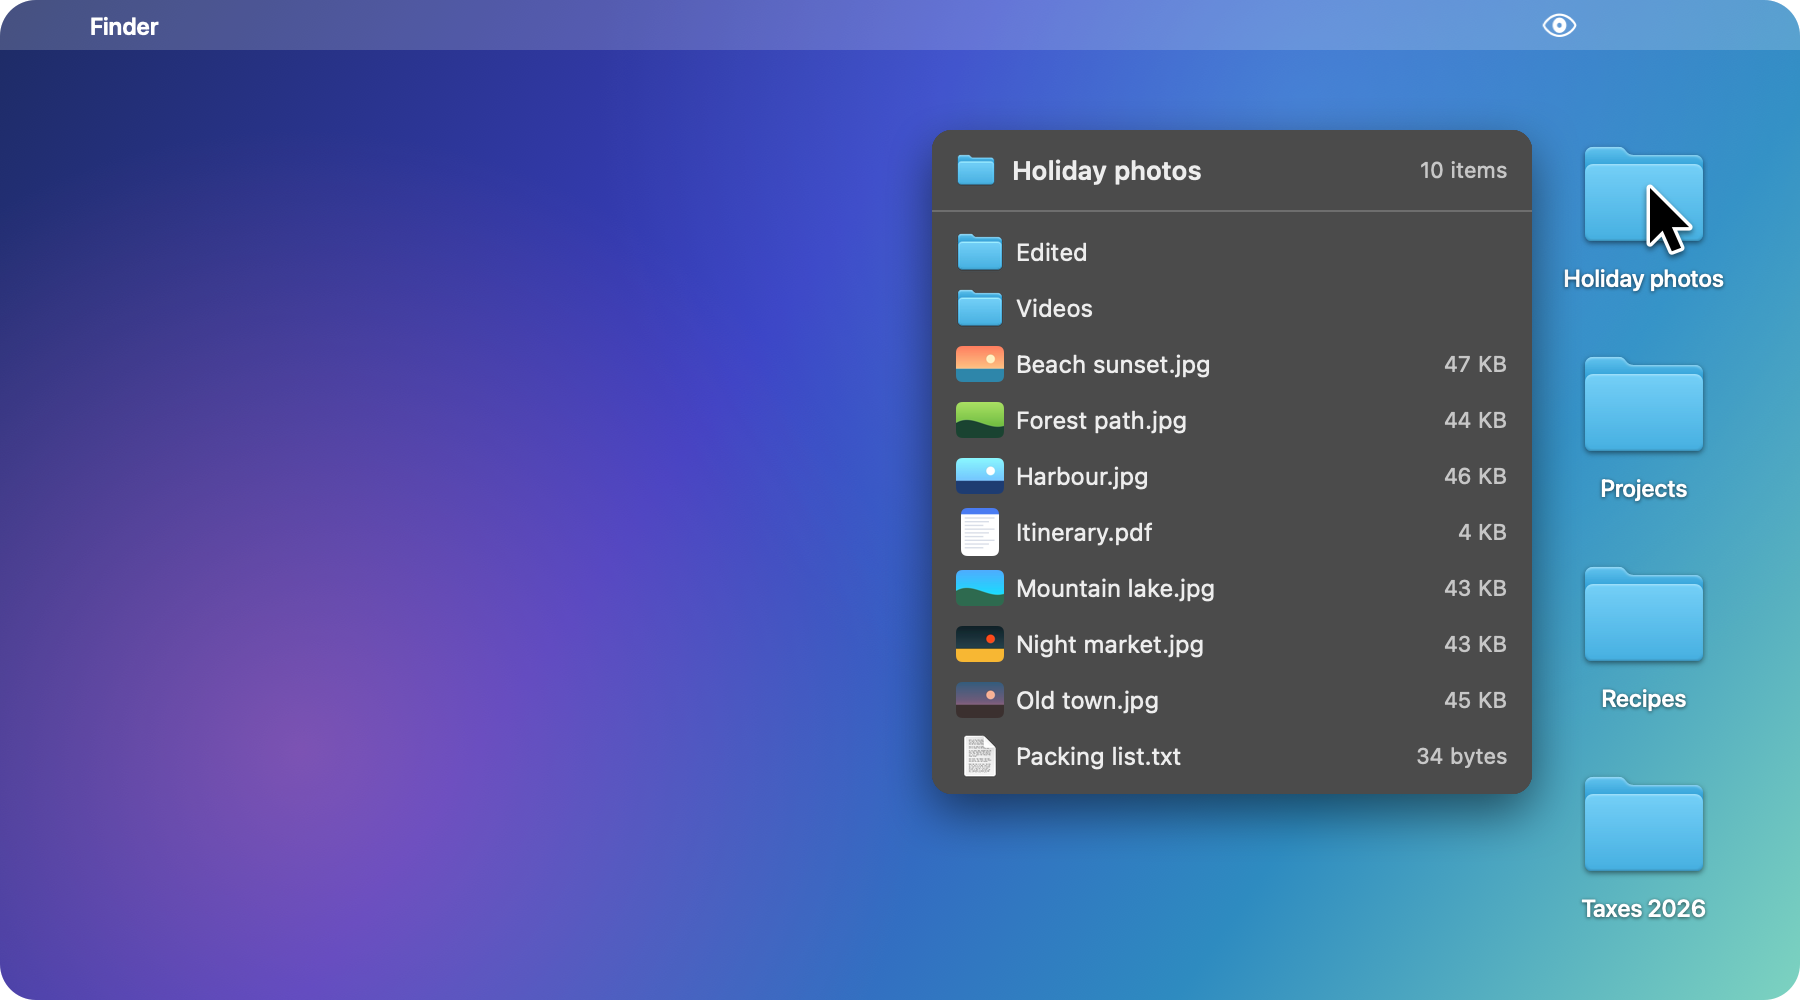 Finder
Holiday photos 10 items
Edited
Videos
Beach sunset.jpg 47 KB
Forest path.jpg 44 KB
Harbour.jpg 46 KB
Itinerary.pdf 4 KB
Mountain lake.jpg 43 KB
Night market.jpg 43 KB
Old town.jpg 45 KB
Packing list.txt 34 bytes
Holiday photos
Projects
Recipes
Taxes 2026